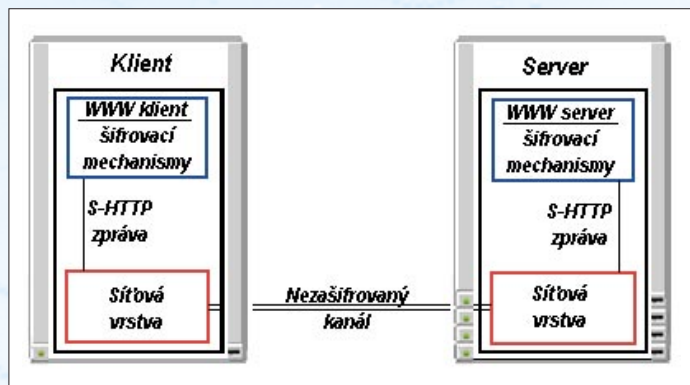 Klient
WWW klient
šifrovací
mechanismy
S-HTTP
zpráva
Síťová
vrstva
Nezašifrovaný
kanál
Server
WWW server
šifrovací
mechanismy
S-HTTP
zpráva
Síťová
vrstva